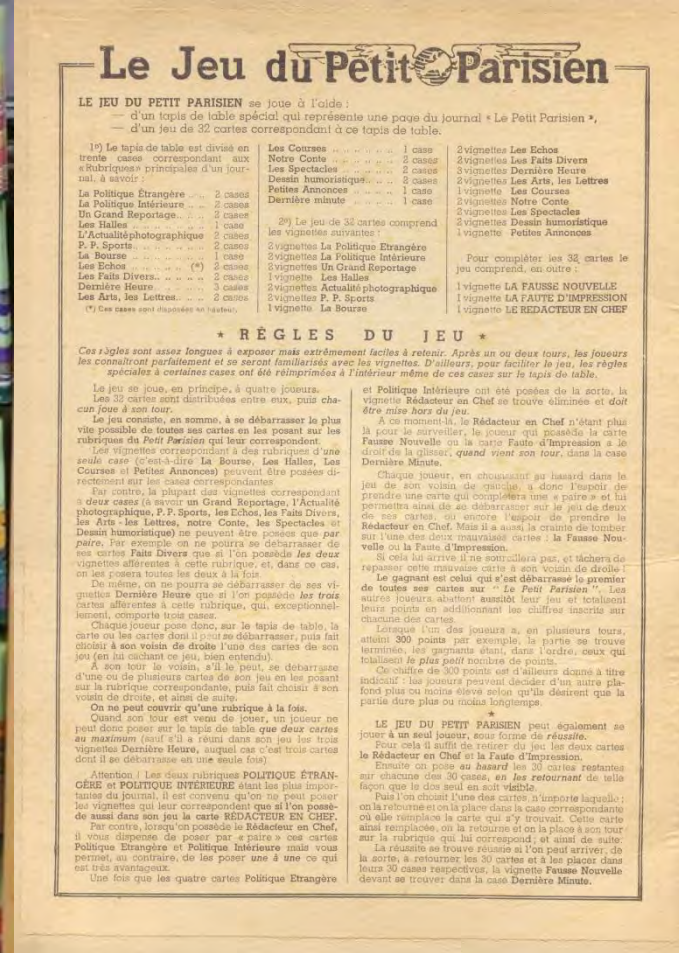 Le Jeu du Petit Parisien
LE JEU DU PETIT PARISIEN se joue à l'aide :
— d'un tapis de table spécial qui représente une page du journal « Le Petit Parisien »,
— d'un jeu de 32 cartes correspondant à ce tapis de table.
1º) Le tapis de table est divisé en
trente cases correspondant aux
« Rubriques » principales d'un jour-
nal, à savoir :
La Politique Étrangère .. .. 2 cases
La Politique Intérieure .. .. 2 cases
Un Grand Reportage.. .. .. 2 cases
Les Halles .. .. .. .. .. 1 case
L'Actualité photographique 2 cases
P. P. Sports .. .. .. .. .. 2 cases
La Bourse .. .. .. .. .. 1 case
Les Echos .. .. .. .. (*) 2 cases
Les Faits Divers.. .. .. .. 2 cases
Dernière Heure .. .. .. .. 3 cases
Les Arts, les Lettres.. .. .. 2 cases
(*) Ces cases sont disposées en hauteur.
Les Courses .. .. .. .. .. 1 case
Notre Conte .. .. .. .. .. 2 cases
Les Spectacles .. .. .. .. 2 cases
Dessin humoristique.. .. .. 2 cases
Petites Annonces .. .. .. 1 case
Dernière minute .. .. .. 1 case
2º) Le jeu de 32 cartes comprend
les vignettes suivantes :
2 vignettes La Politique Etrangère
2 vignettes La Politique Intérieure
2 vignettes Un Grand Reportage
1 vignette Les Halles
2 vignettes Actualité photographique
2 vignettes P. P. Sports
1 vignette La Bourse
2 vignettes Les Echos
2 vignettes Les Faits Divers
3 vignettes Dernière Heure
2 vignettes Les Arts, les Lettres
1 vignette Les Courses
2 vignettes Notre Conte
2 vignettes Les Spectacles
2 vignettes Dessin humoristique
1 vignette Petites Annonces
Pour compléter les 32 cartes le
jeu comprend, en outre :
1 vignette LA FAUSSE NOUVELLE
1 vignette LA FAUTE D'IMPRESSION
1 vignette LE REDACTEUR EN CHEF
★ RÈGLES DU JEU ★
Ces règles sont assez longues à exposer mais extrêmement faciles à retenir. Après un ou deux tours, les joueurs
les connaîtront parfaitement et se seront familiarisés avec les vignettes. D'ailleurs, pour faciliter le jeu, les règles
spéciales à certaines cases ont été réimprimées à l'intérieur même de ces cases sur le tapis de table.
Le jeu se joue, en principe, à quatre joueurs.
Les 32 cartes sont distribuées entre eux, puis cha-
cun joue à son tour.
Le jeu consiste, en somme, à se débarrasser le plus
vite possible de toutes ses cartes en les posant sur les
rubriques du Petit Parisien qui leur correspondent.
Les vignettes correspondant à des rubriques d'une
seule case (c'est-à-dire La Bourse, Les Halles, Les
Courses et Petites Annonces) peuvent être posées di-
rectement sur les cases correspondantes.
Par contre, la plupart des vignettes correspondant
à deux cases (à savoir un Grand Reportage, l'Actualité
photographique, P. P. Sports, les Echos, les Faits Divers,
les Arts - les Lettres, notre Conte, les Spectacles et
Dessin humoristique) ne peuvent être posées que par
paire. Par exemple on ne pourra se débarrasser de
ses cartes Faits Divers que si l'on possède les deux
vignettes afférentes à cette rubrique, et, dans ce cas,
on les posera toutes les deux à la fois.
De même, on ne pourra se débarrasser de ses vi-
gnettes Dernière Heure que si l'on possède les trois
cartes afférentes à cette rubrique, qui, exceptionnel-
lement, comporte trois cases.
Chaque joueur pose donc, sur le tapis de table, la
carte ou les cartes dont il peut se débarrasser, puis fait
choisir à son voisin de droite l'une des cartes de son
jeu (en lui cachant ce jeu, bien entendu).
A son tour le voisin, s'il le peut, se débarrasse
d'une ou de plusieurs cartes de son jeu en les posant
sur la rubrique correspondante, puis fait choisir à son
voisin de droite, et ainsi de suite.
On ne peut couvrir qu'une rubrique à la fois.
Quand son tour est venu de jouer, un joueur ne
peut donc poser sur le tapis de table que deux cartes
au maximum (sauf s'il a réuni dans son jeu les trois
vignettes Dernière Heure, auquel cas c'est trois cartes
dont il se débarrasse en une seule fois).
Attention ! Les deux rubriques POLITIQUE ÉTRAN-
GÈRE et POLITIQUE INTÉRIEURE étant les plus impor-
tantes du journal, il est convenu qu'on ne peut poser
les vignettes qui leur correspondent que si l'on possè-
de aussi dans son jeu la carte RÉDACTEUR EN CHEF.
Par contre, lorsqu'on possède le Rédacteur en Chef,
il vous dispense de poser par « paire » ces cartes
Politique Etrangère et Politique Intérieure mais vous
permet, au contraire, de les poser une à une ce qui
est très avantageux.
Une fois que les quatre cartes Politique Etrangère
et Politique Intérieure ont été posées de la sorte, la
vignette Rédacteur en Chef se trouve éliminée et doit
être mise hors du jeu.
A ce moment-là, le Rédacteur en Chef n'étant plus
là pour le surveiller, le joueur qui possède la carte
Fausse Nouvelle ou la carte Faute d'Impression a le
droit de la glisser, quand vient son tour, dans la case
Dernière Minute.
Chaque joueur, en choisissant au hasard dans le
jeu de son voisin de gauche, a donc l'espoir de
prendre une carte qui complétera une « paire » et lui
permettra ainsi de se débarrasser sur le jeu de deux
de ses cartes, ou encore l'espoir de prendre le
Rédacteur en Chef. Mais il a aussi la crainte de tomber
sur l'une des deux mauvaises cartes : la Fausse Nou-
velle ou la Faute d'Impression.
Si cela lui arrive il ne sourcillera pas, et tâchera de
repasser cette mauvaise carte à son voisin de droite !
Le gagnant est celui qui s'est débarrassé le premier
de toutes ses cartes sur " Le Petit Parisien ". Les
autres joueurs abattent aussitôt leur jeu et totalisent
leurs points en additionnant les chiffres inscrits sur
chacune des cartes.
Lorsque l'un des joueurs a, en plusieurs tours,
atteint 300 points par exemple, la partie se trouve
terminée, les gagnants étant, dans l'ordre, ceux qui
totalisent le plus petit nombre de points.
Ce chiffre de 300 points est d'ailleurs donné à titre
indicatif : les joueurs peuvent décider d'un autre pla-
fond plus ou moins élevé selon qu'ils désirent que la
partie dure plus ou moins longtemps.
★
LE JEU DU PETIT PARISIEN peut également se
jouer à un seul joueur, sous forme de réussite.
Pour cela il suffit de retirer du jeu les deux cartes
le Rédacteur en Chef et la Faute d'Impression.
Ensuite on pose au hasard les 30 cartes restantes
sur chacune des 30 cases, en les retournant de telle
façon que le dos seul en soit visible.
Puis l'on choisit l'une des cartes n'importe laquelle :
on la retourne et on la place dans la case correspondante
où elle remplace la carte qui s'y trouvait. Cette carte
ainsi remplacée, on la retourne et on la place à son tour
sur la rubrique qui lui correspond ; et ainsi de suite.
La réussite se trouve réussie si l'on peut arriver, de
la sorte, à retourner les 30 cartes et à les placer dans
leurs 30 cases respectives, la vignette Fausse Nouvelle
devant se trouver dans la case Dernière Minute.